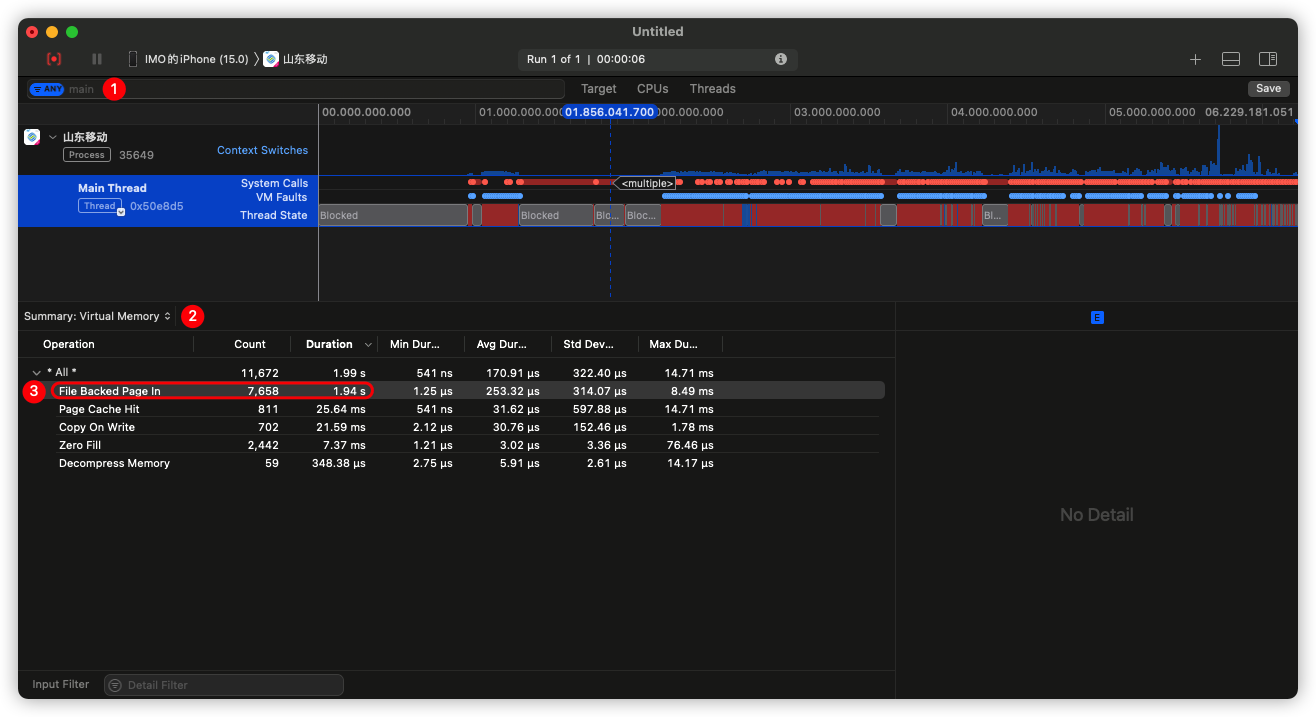 Untitled
IMO的iPhone (15.0) 〉 山东移动
Run 1 of 1 | 00:00:06
ANY main 1 Target CPUs Threads Save
00.000.000.000 01.000.000.00 01.856.041.700 000.000.000 03.000.000.000 04.000.000.000 05.000.000.000 06.229.181.051
山东移动
Process 35649 Context Switches
Main Thread System Calls
<multiple>
VM Faults
Thread 0x50e8d5
Thread State Blocked Blocked Blo... Bloc... Bl...
Summary: Virtual Memory 2 E
Operation Count Duration Min Dur... Avg Dur... Std Dev... Max Du...
* All * 11,672 1.99 s 541 ns 170.91 µs 322.40 µs 14.71 ms
3 File Backed Page In 7,658 1.94 s 1.25 µs 253.32 µs 314.07 µs 8.49 ms
Page Cache Hit 811 25.64 ms 541 ns 31.62 µs 597.88 µs 14.71 ms
Copy On Write 702 21.59 ms 2.12 µs 30.76 µs 152.46 µs 1.78 ms
Zero Fill 2,442 7.37 ms 1.21 µs 3.02 µs 3.36 µs 76.46 µs
Decompress Memory 59 348.38 µs 2.75 µs 5.91 µs 2.61 µs 14.17 µs
No Detail
Input Filter Detail Filter